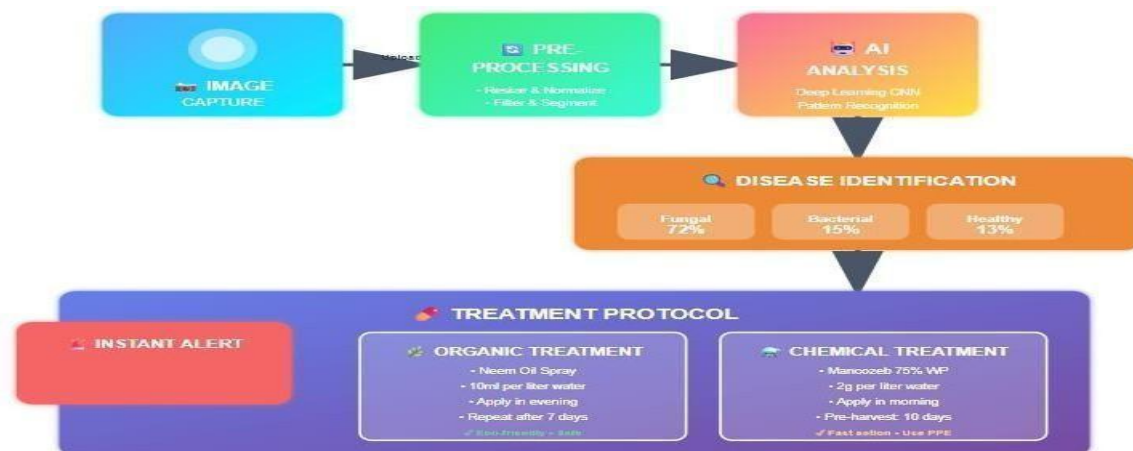 IMAGE
CAPTURE
Upload
PRE-
PROCESSING
- Resize & Normalize
- Filter & Segment
AI
ANALYSIS
Deep Learning CNN
Pattern Recognition
DISEASE IDENTIFICATION
Fungal
72%
Bacterial
15%
Healthy
13%
TREATMENT PROTOCOL
INSTANT ALERT
ORGANIC TREATMENT
- Neem Oil Spray
- 10ml per liter water
- Apply in evening
- Repeat after 7 days
✓ Eco-friendly - Safe
CHEMICAL TREATMENT
- Mancozeb 75% WP
- 2g per liter water
- Apply in morning
- Pre-harvest: 10 days
✓ Fast action - Use PPE